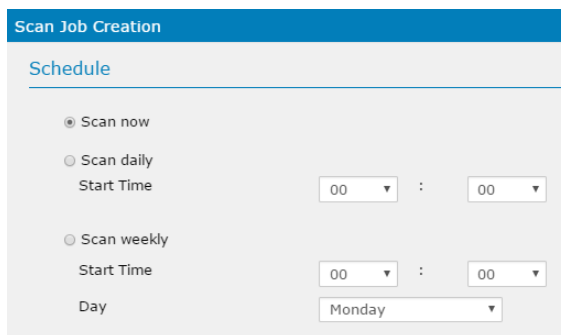 Scan Job Creation
Schedule
Scan now
Scan daily
Start Time 00 : 00
Scan weekly
Start Time 00 : 00
Day Monday